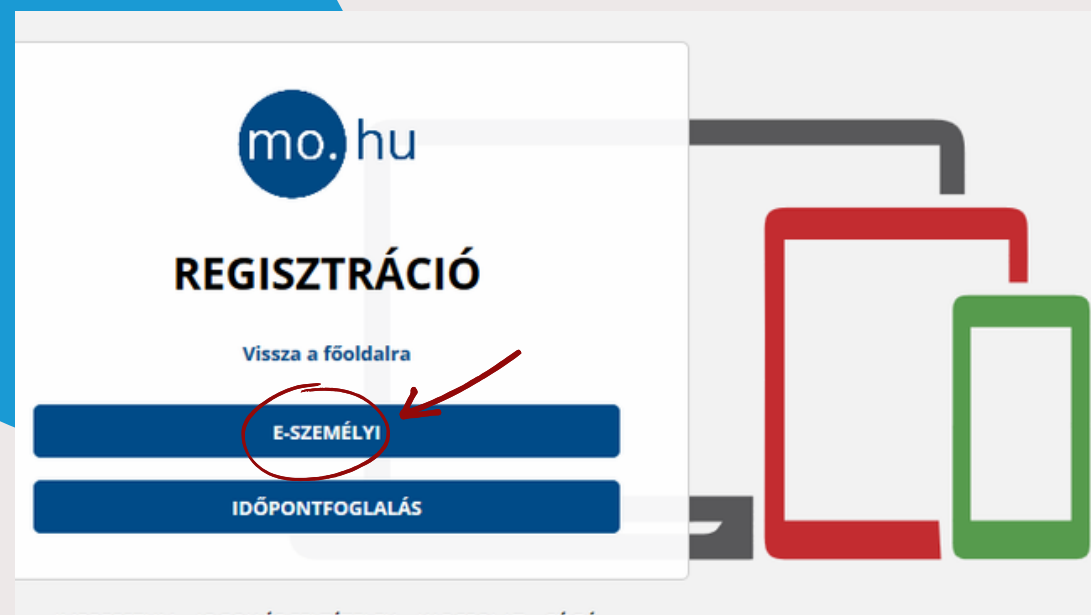 mo.hu
REGISZTRÁCIÓ
Vissza a főoldalra
E-SZEMÉLYI
IDŐPONTFOGLALÁS